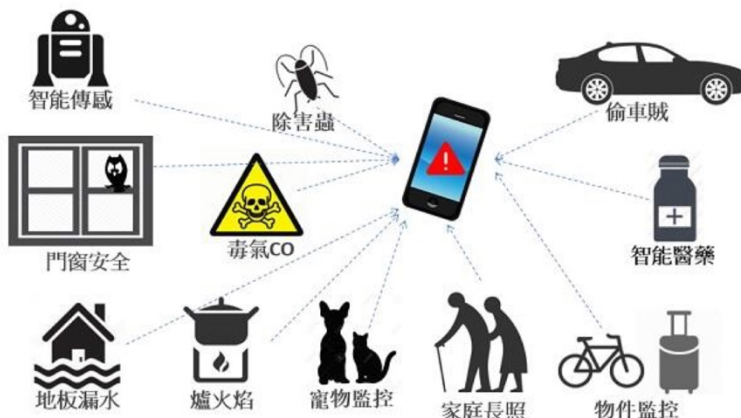 智能傳感
除害蟲
偷車賊
門窗安全
毒氣CO
智能醫藥
地板漏水
爐火焰
寵物監控
家庭長照
物件監控